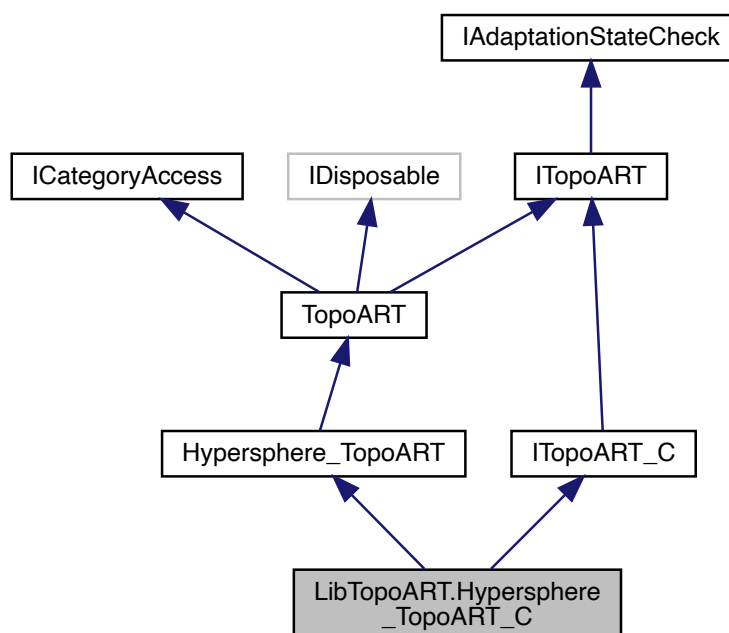 IAdaptationStateCheck
ICategoryAccess
IDisposable
ITopoART
TopoART
Hypersphere_TopoART
ITopoART_C
LibTopoART.Hypersphere
_TopoART_C